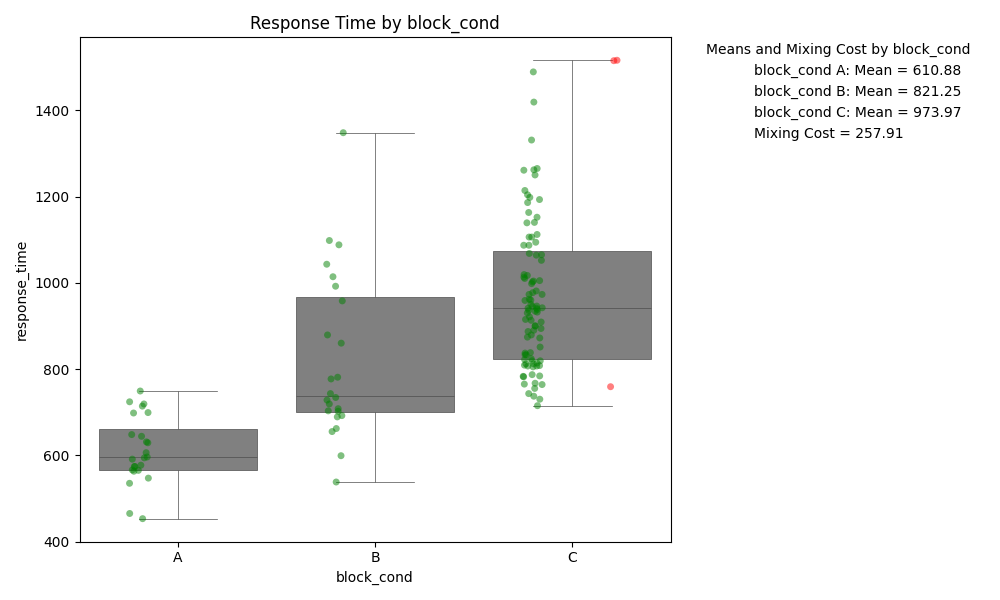 Response Time by block_cond
Means and Mixing Cost by block_cond
block_cond A: Mean = 610.88
block_cond B: Mean = 821.25
block_cond C: Mean = 973.97
Mixing Cost = 257.91
response_time
1400
1200
1000
800
600
400
A
B
C
block_cond